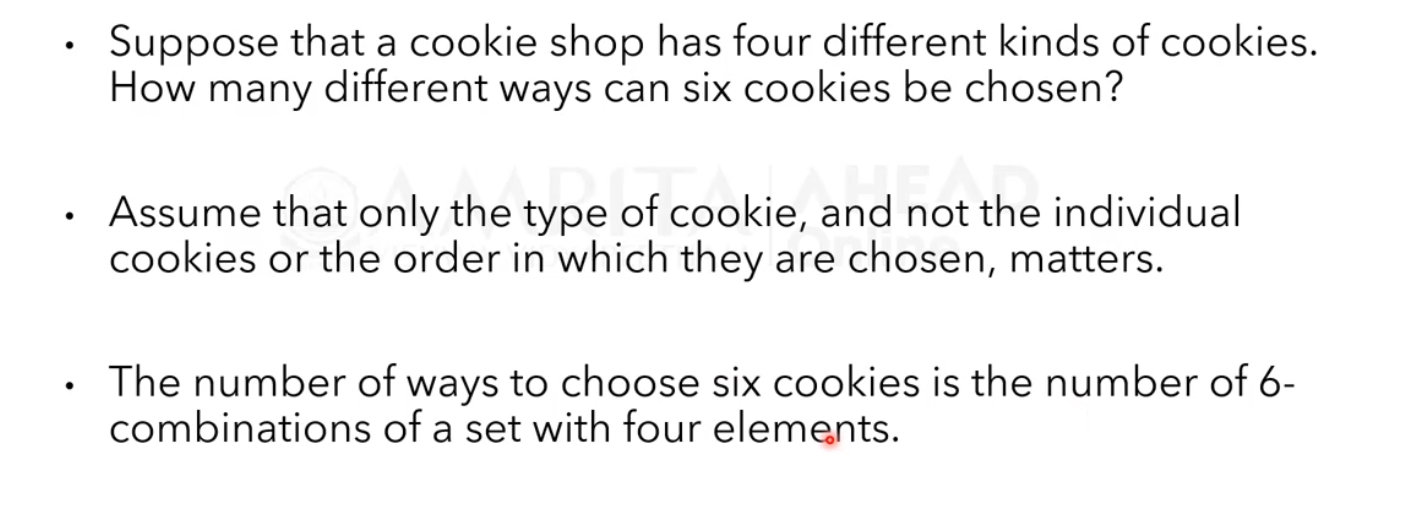 • Suppose that a cookie shop has four different kinds of cookies.
How many different ways can six cookies be chosen?
AMRITA AHEAD
Online
• Assume that only the type of cookie, and not the individual
cookies or the order in which they are chosen, matters.
• The number of ways to choose six cookies is the number of 6-
combinations of a set with four elements.